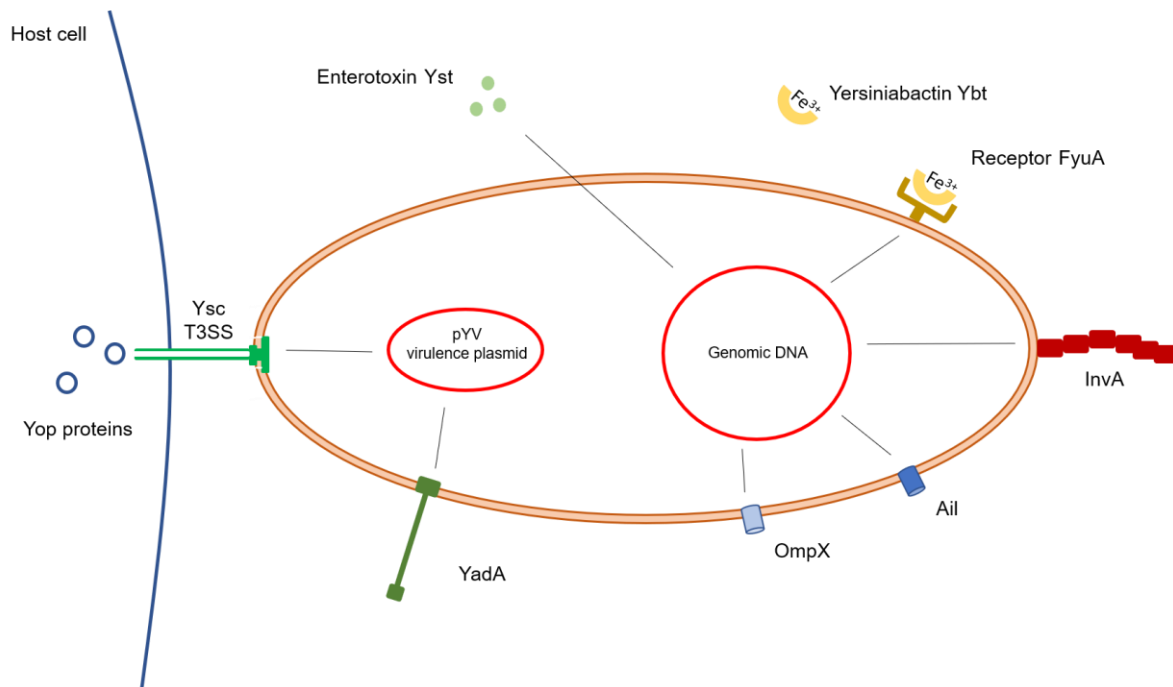 Host cell
Enterotoxin Yst
Fe³⁺
Yersiniabactin Ybt
Receptor FyuA
Fe³⁺
Ysc
T3SS
pYV
virulence plasmid
Genomic DNA
InvA
Yop proteins
Ail
OmpX
YadA